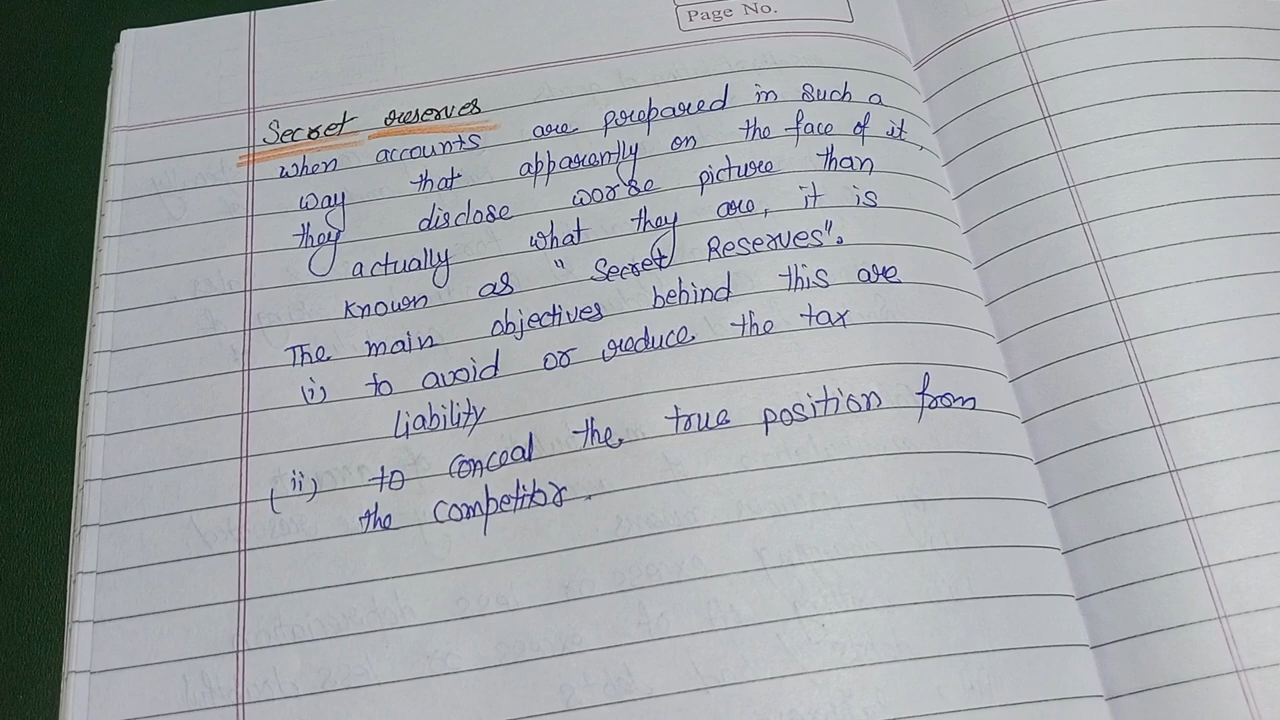 Page No.
Secret reserves
when accounts are prepared in such a
way that apparently on the face of it,
they disclose worse picture than
actually what they are, it is
known as "Secret Reserves".
The main objectives behind this are
(i) to avoid or reduce the tax
liability
(ii) to conceal the true position from
the competitor.